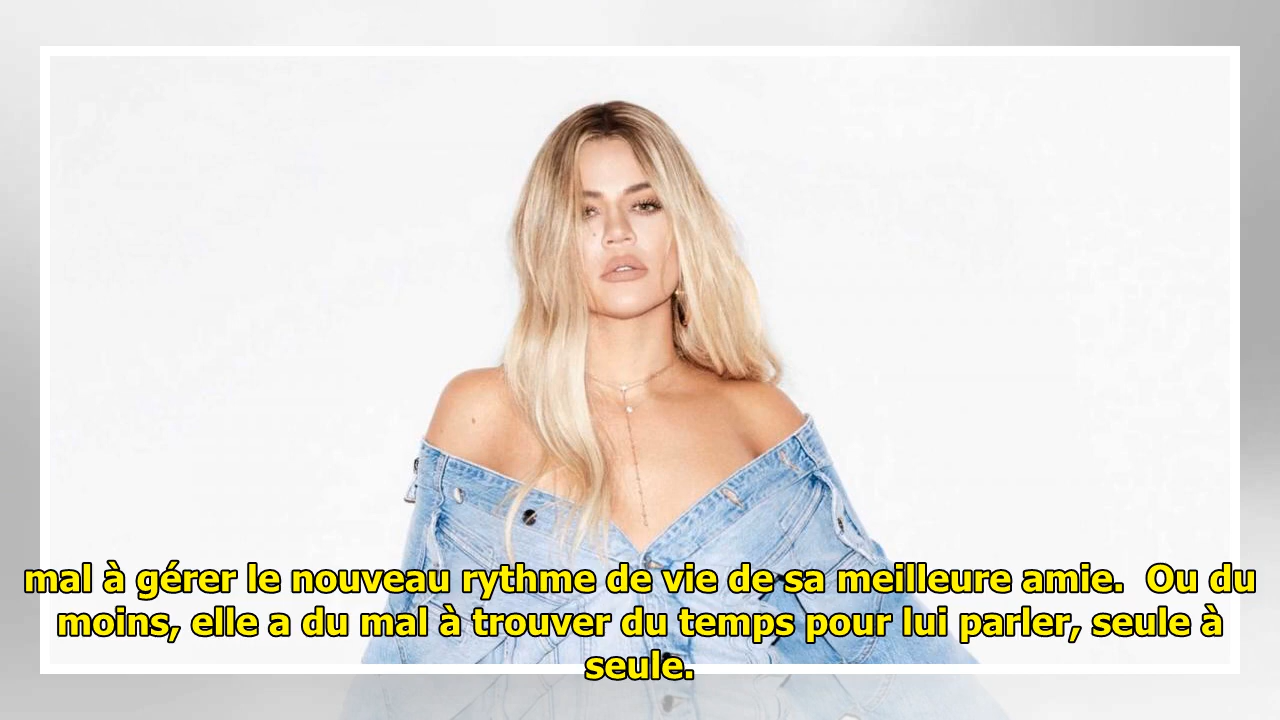 mal à gérer le nouveau rythme de vie de sa meilleure amie.  Ou du
moins, elle a du mal à trouver du temps pour lui parler, seule à
seule.